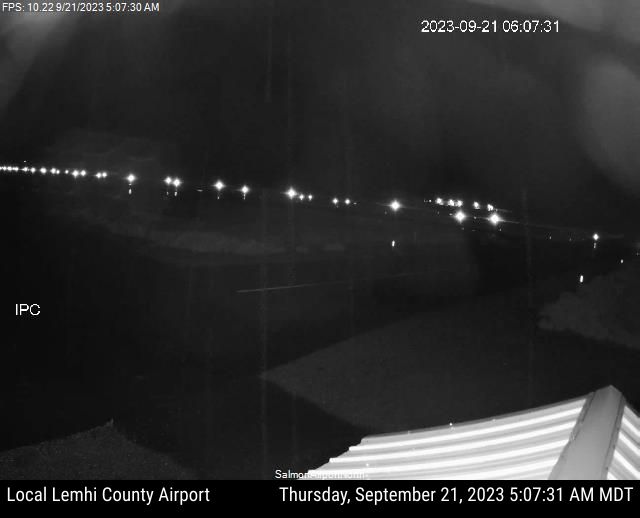 FPS: 10.22 9/21/2023 5:07:30 AM
2023-09-21 06:07:31
IPC
Local Lemhi County Airport
Thursday, September 21, 2023 5:07:31 AM MDT